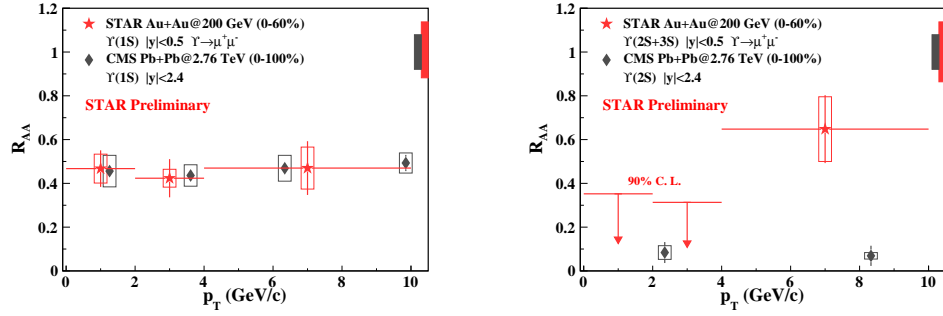 STAR Au+Au@200 GeV (0-60%)
ϒ(1S) |y|<0.5 ϒ→μ⁺μ⁻
CMS Pb+Pb@2.76 TeV (0-100%)
ϒ(1S) |y|<2.4
STAR Preliminary
R_AA
1.2
1
0.8
0.6
0.4
0.2
0
0 2 4 6 8 10
p_T (GeV/c)
STAR Au+Au@200 GeV (0-60%)
ϒ(2S+3S) |y|<0.5 ϒ→μ⁺μ⁻
CMS Pb+Pb@2.76 TeV (0-100%)
ϒ(2S) |y|<2.4
STAR Preliminary
90% C. L.
R_AA
1.2
1
0.8
0.6
0.4
0.2
0
0 2 4 6 8 10
p_T (GeV/c)